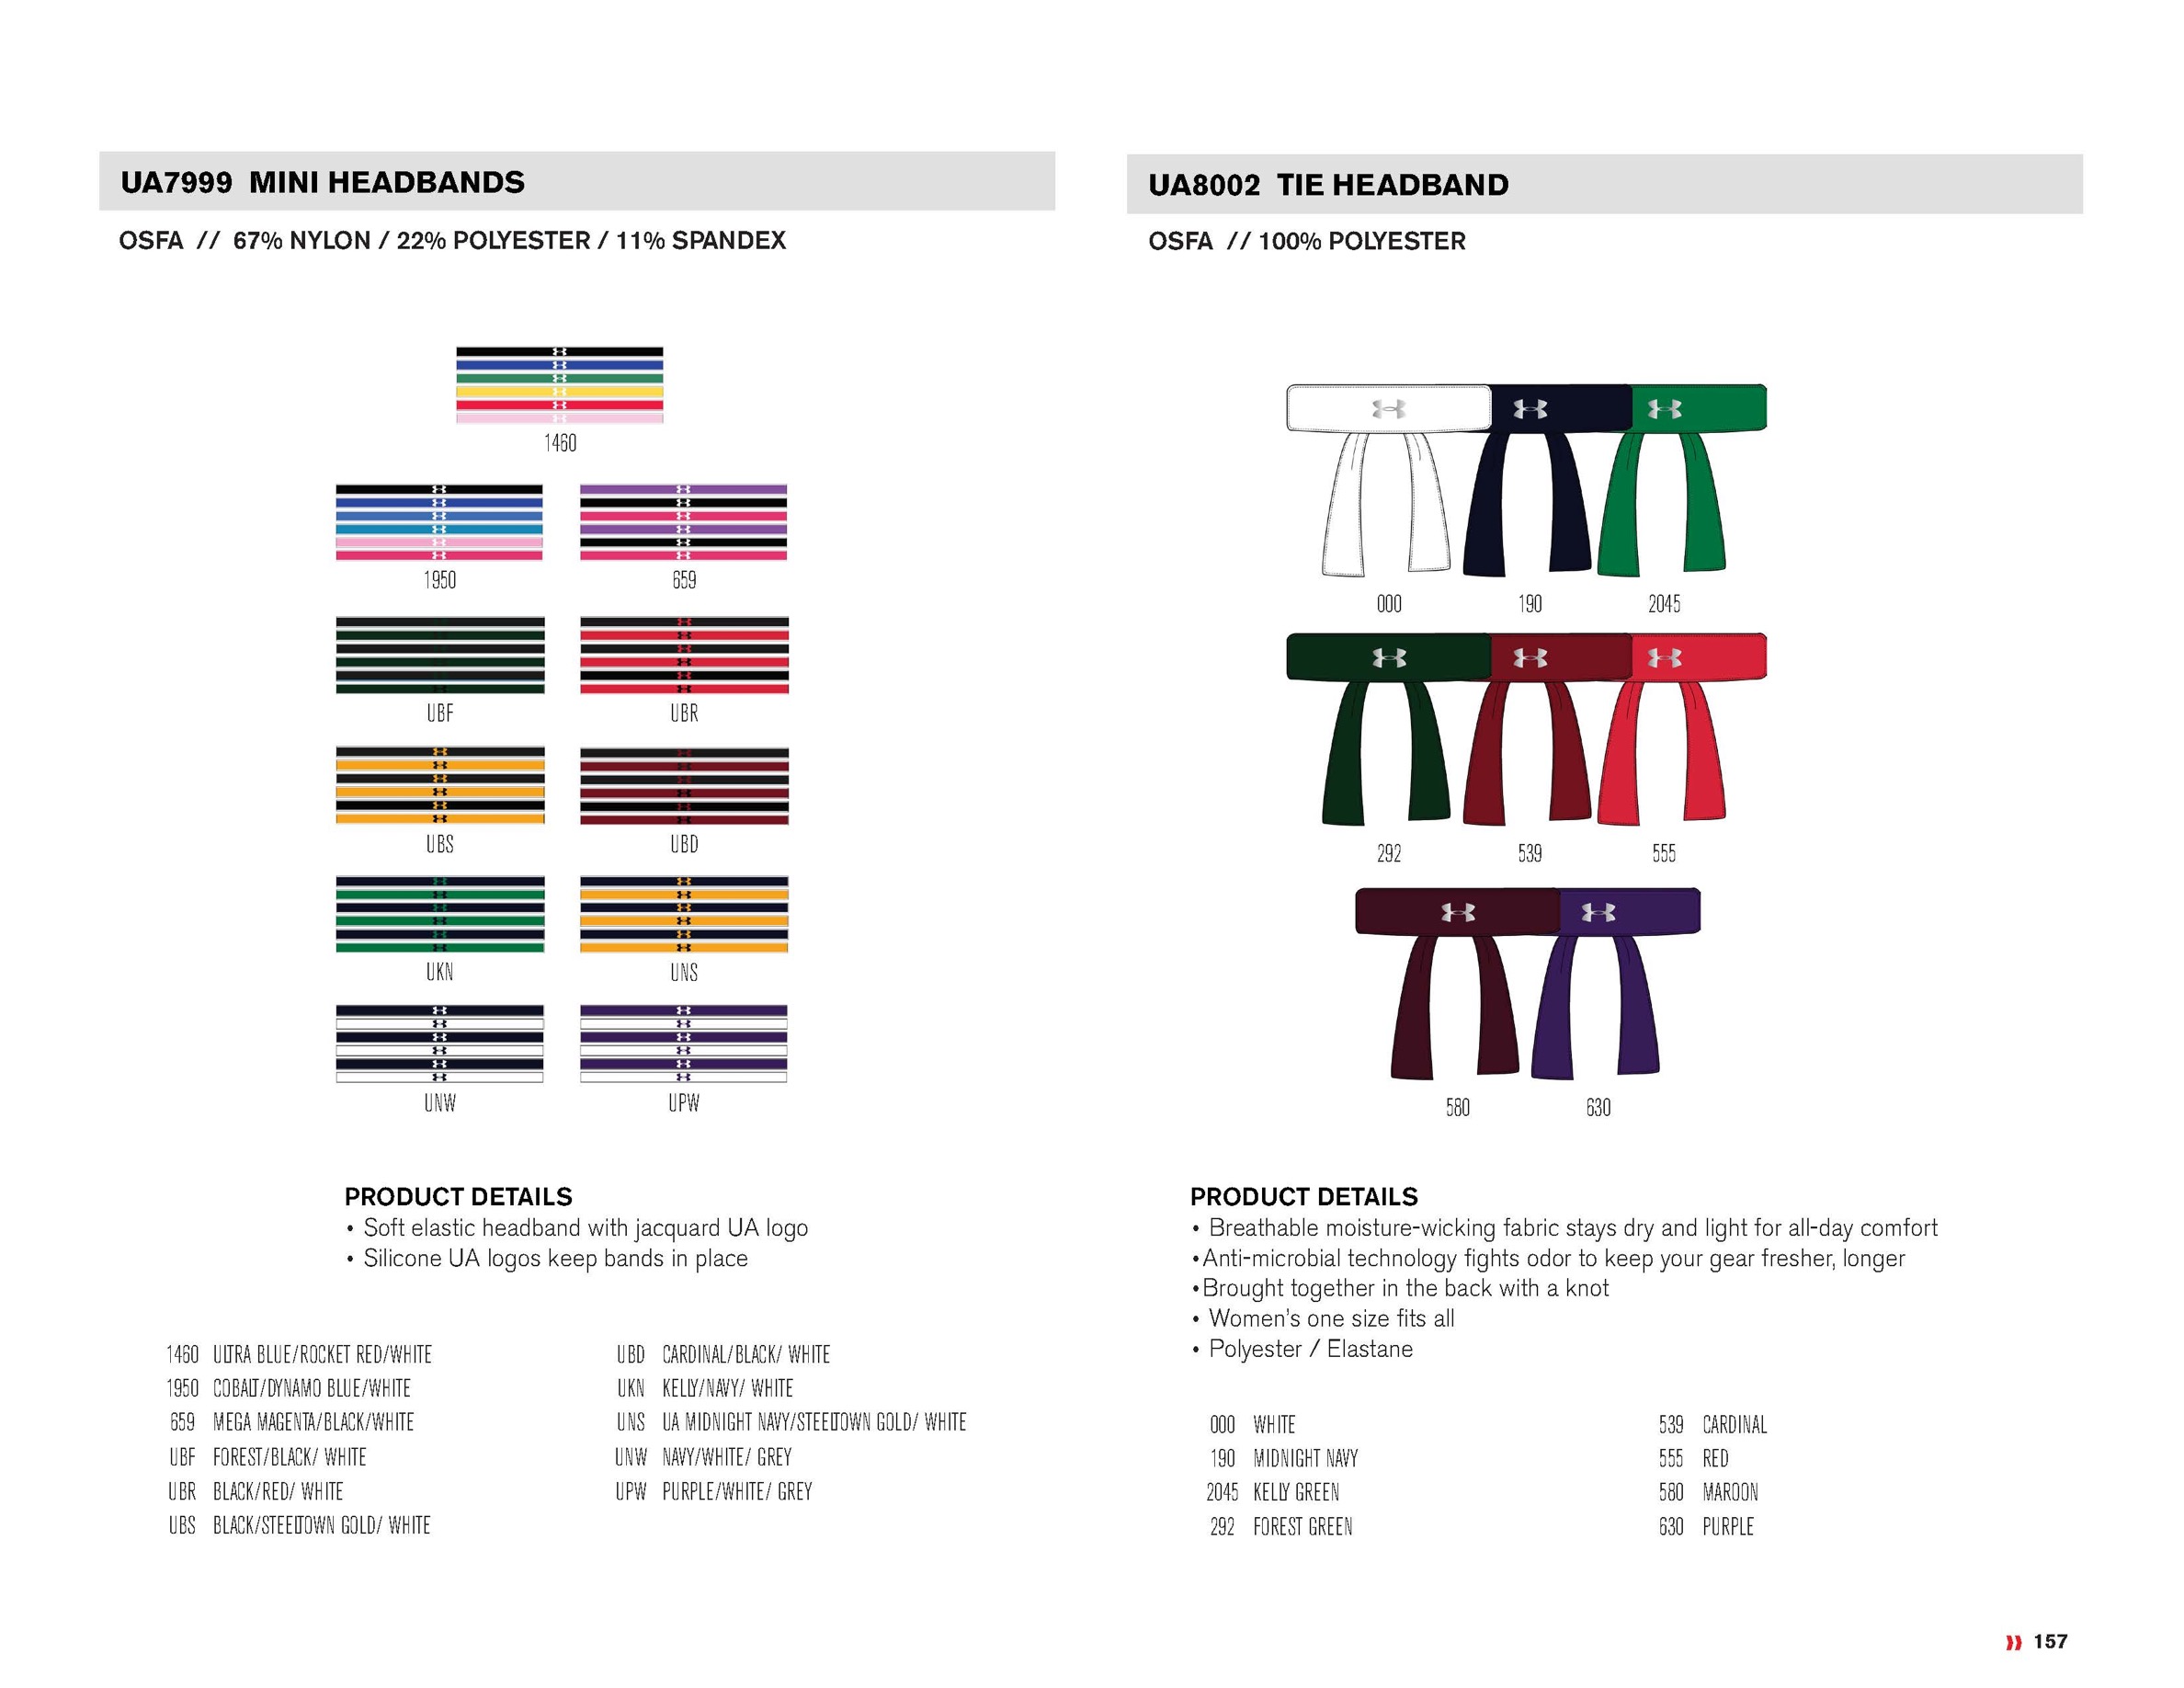 UA7999 MINI HEADBANDS
OSFA // 67% NYLON / 22% POLYESTER / 11% SPANDEX
1460
1950 659
UBF UBR
UBS UBD
UKN UNS
UNW UPW
PRODUCT DETAILS
• Soft elastic headband with jacquard UA logo
• Silicone UA logos keep bands in place
1460 ULTRA BLUE/ROCKET RED/WHITE
1950 COBALT/DYNAMO BLUE/WHITE
659 MEGA MAGENTA/BLACK/WHITE
UBF FOREST/BLACK/ WHITE
UBR BLACK/RED/ WHITE
UBS BLACK/STEELTOWN GOLD/ WHITE
UBD CARDINAL/BLACK/ WHITE
UKN KELLY/NAVY/ WHITE
UNS UA MIDNIGHT NAVY/STEELTOWN GOLD/ WHITE
UNW NAVY/WHITE/ GREY
UPW PURPLE/WHITE/ GREY
UA8002 TIE HEADBAND
OSFA // 100% POLYESTER
000 190 2045
292 539 555
580 630
PRODUCT DETAILS
• Breathable moisture-wicking fabric stays dry and light for all-day comfort
•Anti-microbial technology fights odor to keep your gear fresher, longer
•Brought together in the back with a knot
• Women's one size fits all
• Polyester / Elastane
000 WHITE
190 MIDNIGHT NAVY
2045 KELLY GREEN
292 FOREST GREEN
539 CARDINAL
555 RED
580 MAROON
630 PURPLE
157